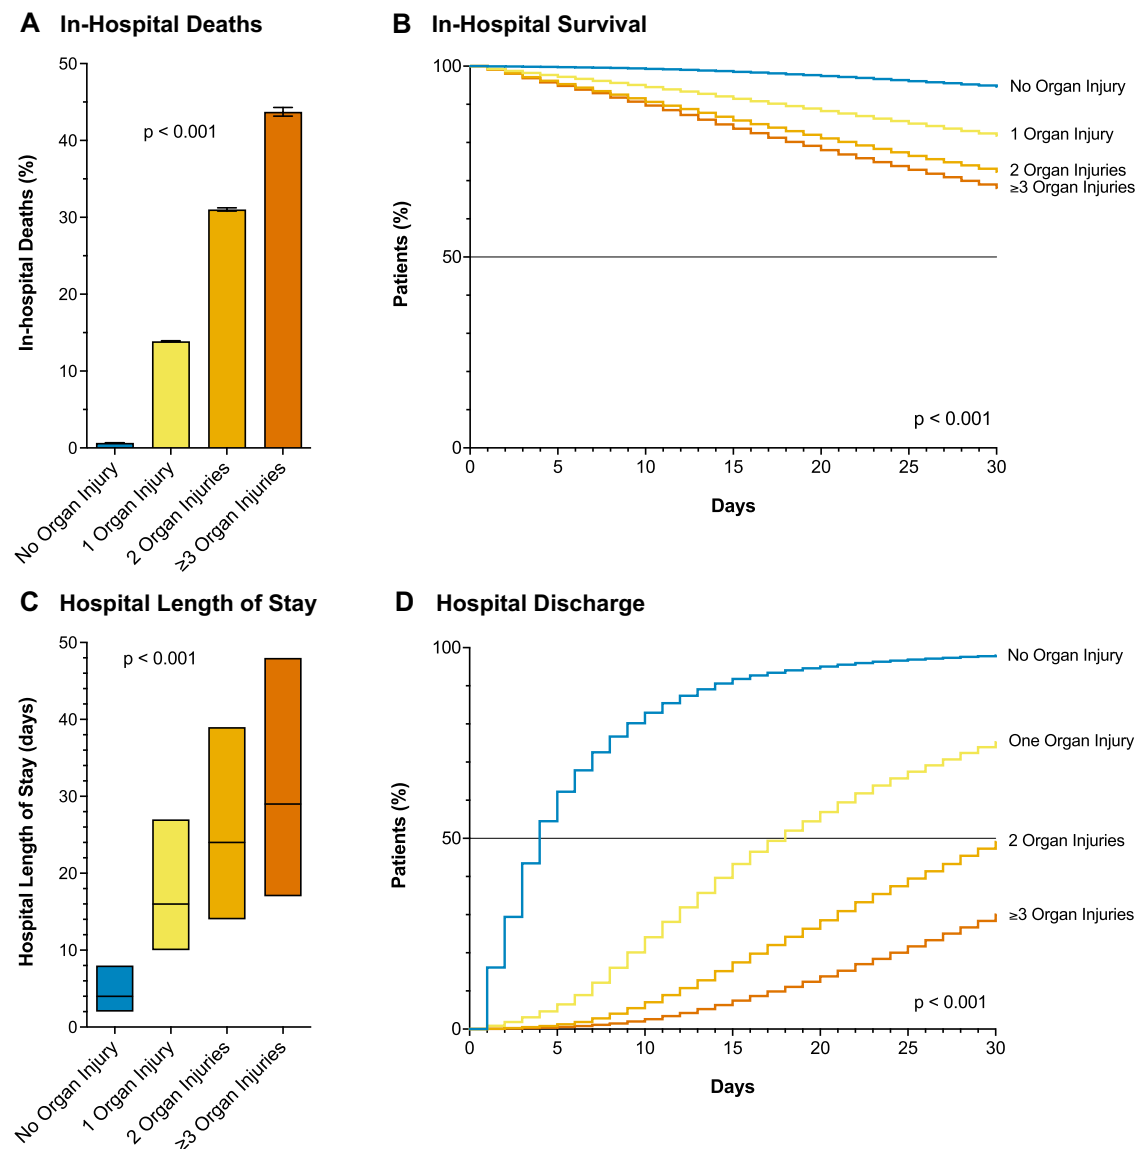 A In-Hospital Deaths
50
40
30
20
10
0
In-hospital Deaths (%)
p < 0.001
No Organ Injury
1 Organ Injury
2 Organ Injuries
≥3 Organ Injuries
B In-Hospital Survival
100
50
0
Patients (%)
No Organ Injury
1 Organ Injury
2 Organ Injuries
≥3 Organ Injuries
p < 0.001
0 5 10 15 20 25 30
Days
C Hospital Length of Stay
50
40
30
20
10
0
Hospital Length of Stay (days)
p < 0.001
No Organ Injury
1 Organ Injury
2 Organ Injuries
≥3 Organ Injuries
D Hospital Discharge
100
50
0
Patients (%)
No Organ Injury
One Organ Injury
2 Organ Injuries
≥3 Organ Injuries
p < 0.001
0 5 10 15 20 25 30
Days